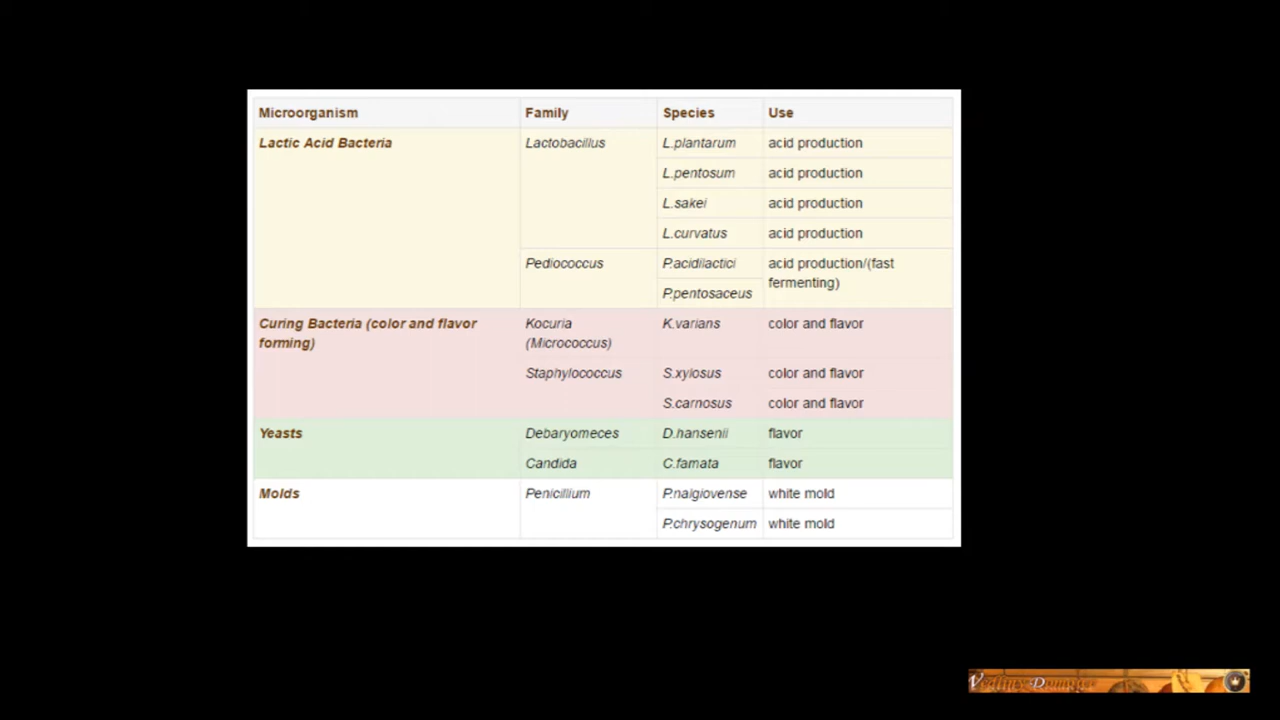 Microorganism Family Species Use
Lactic Acid Bacteria Lactobacillus L.plantarum acid production
L.pentosum acid production
L.sakei acid production
L.curvatus acid production
Pediococcus P.acidilactici acid production/(fast
fermenting)
P.pentosaceus
Curing Bacteria (color and flavor Kocuria K.varians color and flavor
forming) (Micrococcus)
Staphylococcus S.xylosus color and flavor
S.carnosus color and flavor
Yeasts Debaryomeces D.hansenii flavor
Candida C.famata flavor
Molds Penicillium P.nalgiovense white mold
P.chrysogenum white mold